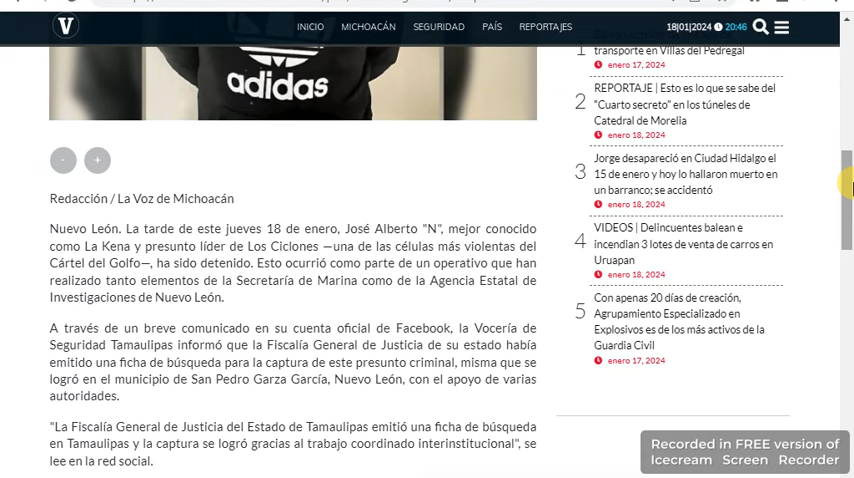 V
INICIO MICHOACÁN SEGURIDAD PAÍS REPORTAJES
18|01|2024 20:46
adidas
- +
Redacción / La Voz de Michoacán
Nuevo León. La tarde de este jueves 18 de enero, José Alberto "N", mejor conocido
como La Kena y presunto líder de Los Ciclones —una de las células más violentas del
Cártel del Golfo—, ha sido detenido. Esto ocurrió como parte de un operativo que han
realizado tanto elementos de la Secretaría de Marina como de la Agencia Estatal de
Investigaciones de Nuevo León.
A través de un breve comunicado en su cuenta oficial de Facebook, la Vocería de
Seguridad Tamaulipas informó que la Fiscalía General de Justicia de su estado había
emitido una ficha de búsqueda para la captura de este presunto criminal, misma que se
logró en el municipio de San Pedro Garza García, Nuevo León, con el apoyo de varias
autoridades.
"La Fiscalía General de Justicia del Estado de Tamaulipas emitió una ficha de búsqueda
en Tamaulipas y la captura se logró gracias al trabajo coordinado interinstitucional", se
lee en la red social.
1
transporte en Villas del Pedregal
enero 17, 2024
2
REPORTAJE | Esto es lo que se sabe del
"Cuarto secreto" en los túneles de
Catedral de Morelia
enero 18, 2024
3
Jorge desapareció en Ciudad Hidalgo el
15 de enero y hoy lo hallaron muerto en
un barranco; se accidentó
enero 18, 2024
4
VIDEOS | Delincuentes balean e
incendian 3 lotes de venta de carros en
Uruapan
enero 18, 2024
5
Con apenas 20 días de creación,
Agrupamiento Especializado en
Explosivos es de los más activos de la
Guardia Civil
enero 17, 2024
Recorded in FREE version of
Icecream Screen Recorder